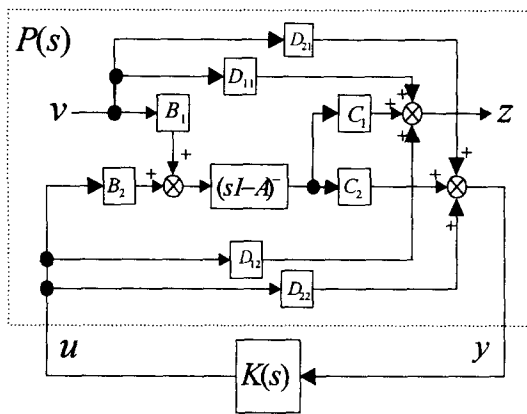 P(s)
D₂₁
D₁₁
v
B₁
C₁
z
+
+
+
+
+
B₂
+
(sI–A)⁻
C₂
+
+
D₁₂
D₂₂
u
y
K(s)